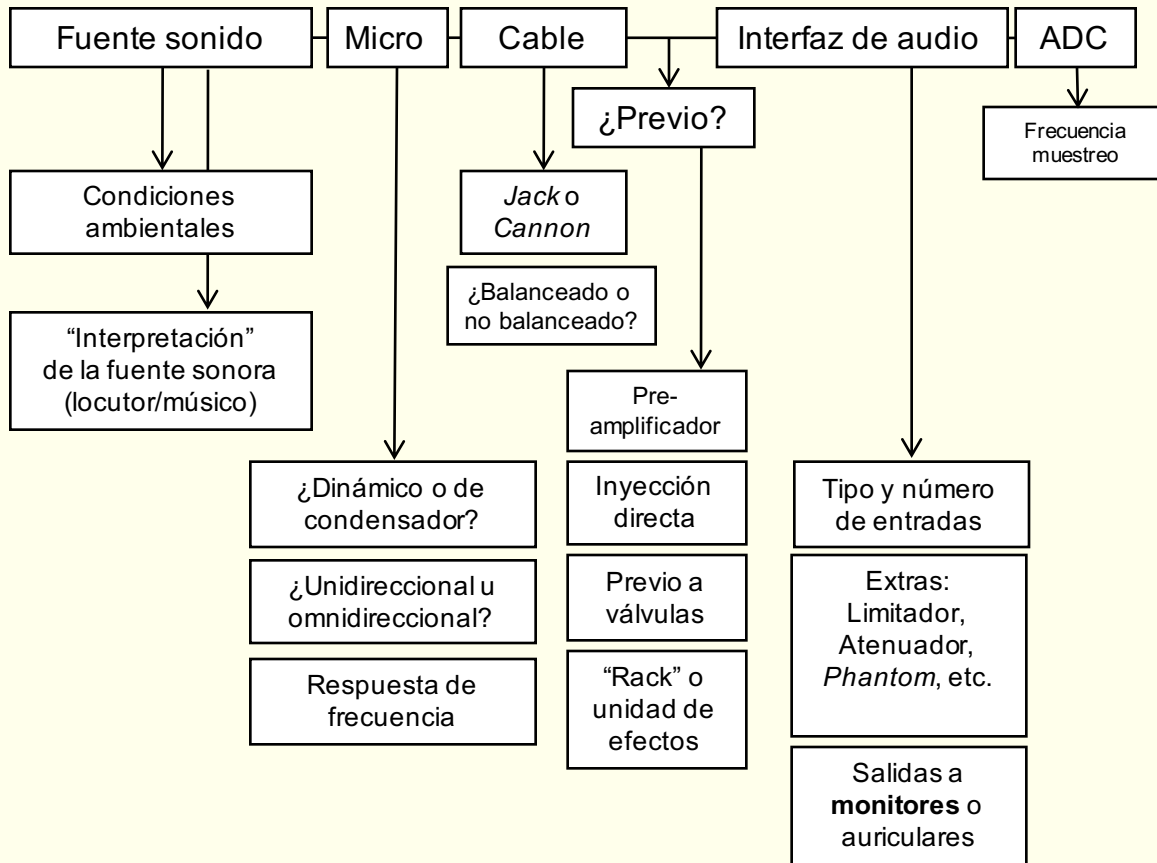 Fuente sonido
Micro
Cable
Interfaz de audio
ADC
¿Previo?
Frecuencia
muestreo
Condiciones
ambientales
Jack o
Cannon
¿Balanceado o
no balanceado?
“Interpretación”
de la fuente sonora
(locutor/músico)
Pre-
amplificador
¿Dinámico o de
condensador?
Inyección
directa
Tipo y número
de entradas
¿Unidireccional u
omnidireccional?
Previo a
válvulas
Extras:
Limitador,
Atenuador,
Phantom, etc.
Respuesta de
frecuencia
“Rack” o
unidad de
efectos
Salidas a
monitores o
auriculares